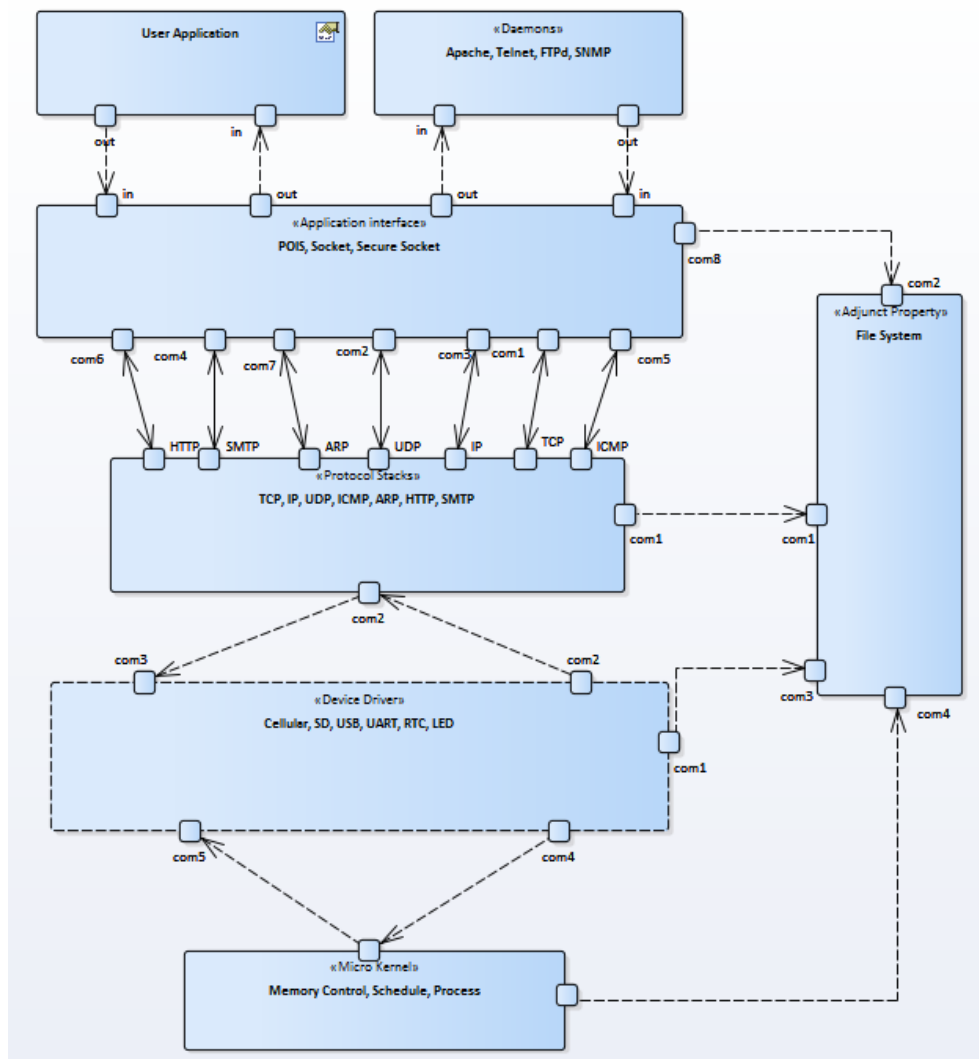 User Application
«Daemons»
Apache, Telnet, FTPd, SNMP
out
in
in
out
in
out
out
in
«Application interface»
POIS, Socket, Secure Socket
com8
com2
«Adjunct Property»
File System
com6
com4
com7
com2
com3
com1
com5
HTTP
SMTP
ARP
UDP
IP
TCP
ICMP
«Protocol Stacks»
TCP, IP, UDP, ICMP, ARP, HTTP, SMTP
com1
com1
com2
com3
com2
com3
com4
«Device Driver»
Cellular, SD, USB, UART, RTC, LED
com1
com5
com4
«Micro Kernel»
Memory Control, Schedule, Process